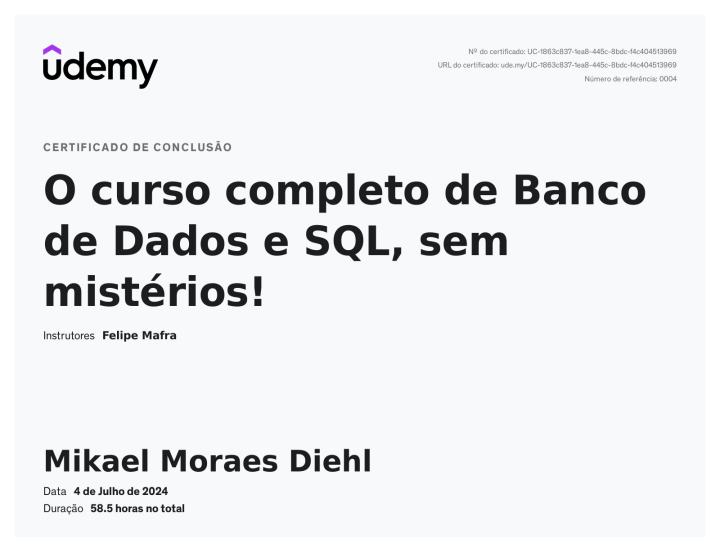 udemy
Nº do certificado: UC-1863c837-1ea8-445c-8bdc-f4c404513969
URL do certificado: ude.my/UC-1863c837-1ea8-445c-8bdc-f4c404513969
Número de referência: 0004
CERTIFICADO DE CONCLUSÃO
O curso completo de Banco
de Dados e SQL, sem
mistérios!
Instrutores Felipe Mafra
Mikael Moraes Diehl
Data 4 de Julho de 2024
Duração 58.5 horas no total